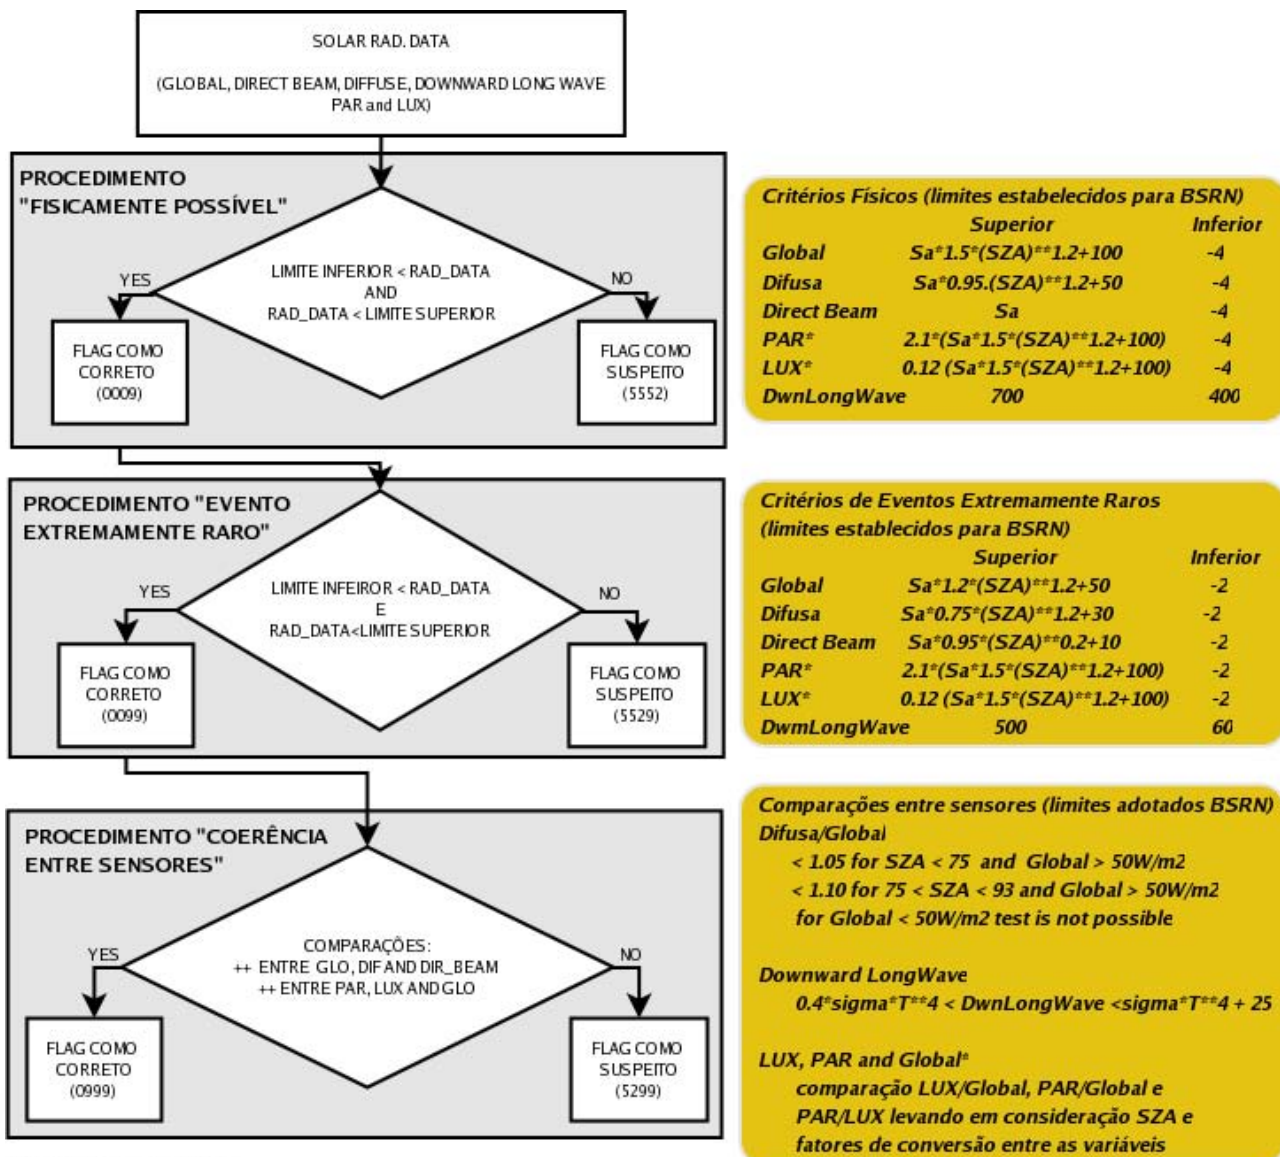 SOLAR RAD. DATA
(GLOBAL, DIRECT BEAM, DIFFUSE, DOWNWARD LONG WAVE
PAR and LUX)
PROCEDIMENTO
"FISICAMENTE POSSÍVEL"
LIMITE INFERIOR < RAD_DATA
AND
RAD_DATA < LIMITE SUPERIOR
YES
NO
FLAG COMO
CORRETO
(0009)
FLAG COMO
SUSPEITO
(5552)
Critérios Físicos (limites estabelecidos para BSRN)
Superior Inferior
Global Sa*1.5*(SZA)**1.2+100 -4
Difusa Sa*0.95.(SZA)**1.2+50 -4
Direct Beam Sa -4
PAR* 2.1*(Sa*1.5*(SZA)**1.2+100) -4
LUX* 0.12 (Sa*1.5*(SZA)**1.2+100) -4
DwnLongWave 700 400
PROCEDIMENTO "EVENTO
EXTREMAMENTE RARO"
LIMITE INFEIROR < RAD_DATA
E
RAD_DATA<LIMITE SUPERIOR
YES
NO
FLAG COMO
CORRETO
(0099)
FLAG COMO
SUSPEITO
(5529)
Critérios de Eventos Extremamente Raros
(limites establecidos para BSRN)
Superior Inferior
Global Sa*1.2*(SZA)**1.2+50 -2
Difusa Sa*0.75*(SZA)**1.2+30 -2
Direct Beam Sa*0.95*(SZA)**0.2+10 -2
PAR* 2.1*(Sa*1.5*(SZA)**1.2+100) -2
LUX* 0.12 (Sa*1.5*(SZA)**1.2+100) -2
DwmLongWave 500 60
PROCEDIMENTO "COERÊNCIA
ENTRE SENSORES"
COMPARAÇÕES:
++ ENTRE GLO, DIF AND DIR_BEAM
++ ENTRE PAR, LUX AND GLO
YES
NO
FLAG COMO
CORRETO
(0999)
FLAG COMO
SUSPEITO
(5299)
Comparações entre sensores (limites adotados BSRN)
Difusa/Global
< 1.05 for SZA < 75 and Global > 50W/m2
< 1.10 for 75 < SZA < 93 and Global > 50W/m2
for Global < 50W/m2 test is not possible
Downward LongWave
0.4*sigma*T**4 < DwnLongWave <sigma*T**4 + 25
LUX, PAR and Global*
comparação LUX/Global, PAR/Global e
PAR/LUX levando em consideração SZA e
fatores de conversão entre as variáveis